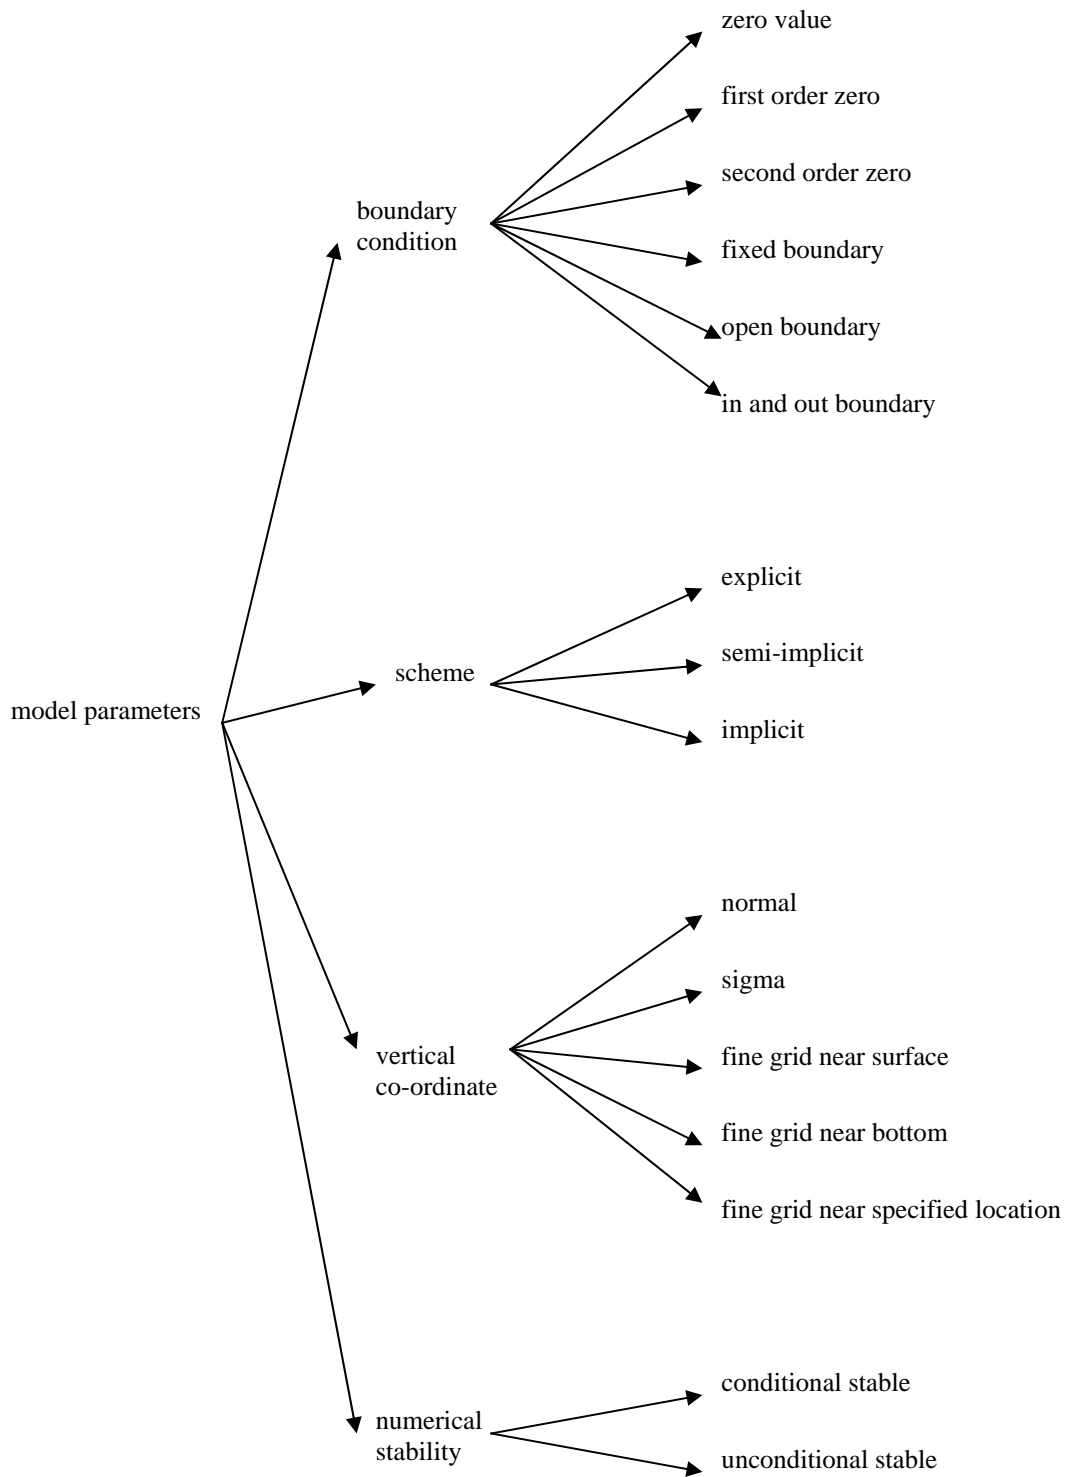 zero value
first order zero
second order zero
boundary
condition
fixed boundary
open boundary
in and out boundary
explicit
semi-implicit
scheme
implicit
model parameters
normal
sigma
vertical
co-ordinate
fine grid near surface
fine grid near bottom
fine grid near specified location
conditional stable
numerical
stability
unconditional stable